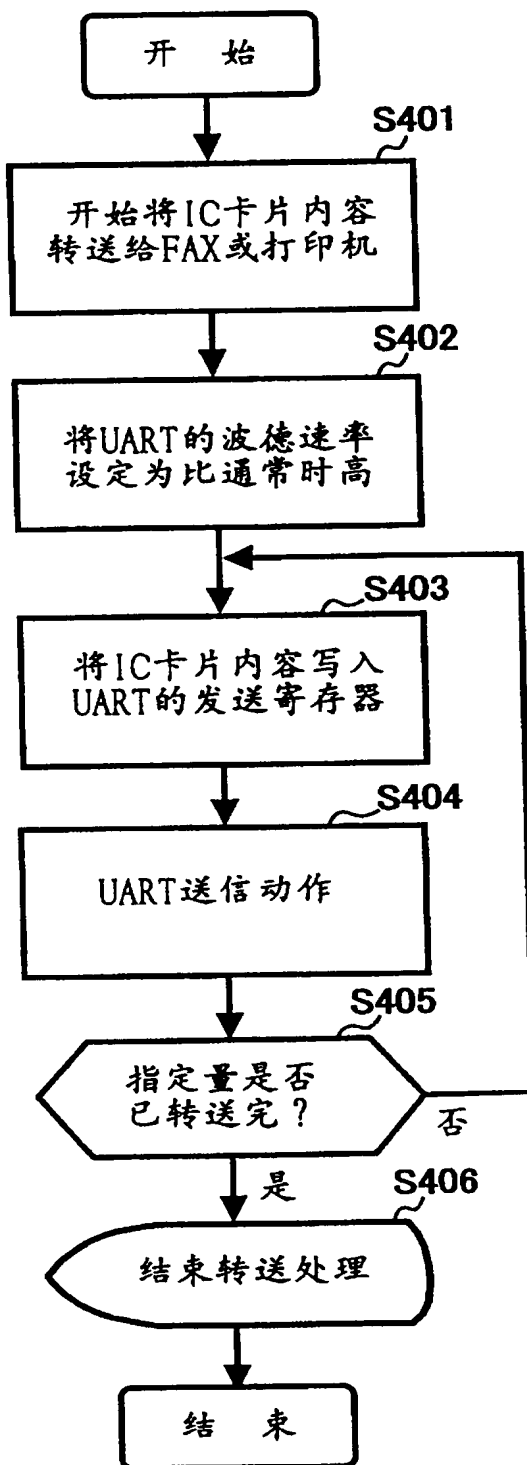 开 始
S401
开始将IC卡片内容
转送给FAX或打印机
S402
将UART的波德速率
设定为比通常时高
S403
将IC卡片内容写入
UART的发送寄存器
S404
UART送信动作
S405
指定量是否
已转送完？
否
是
S406
结束转送处理
结 束